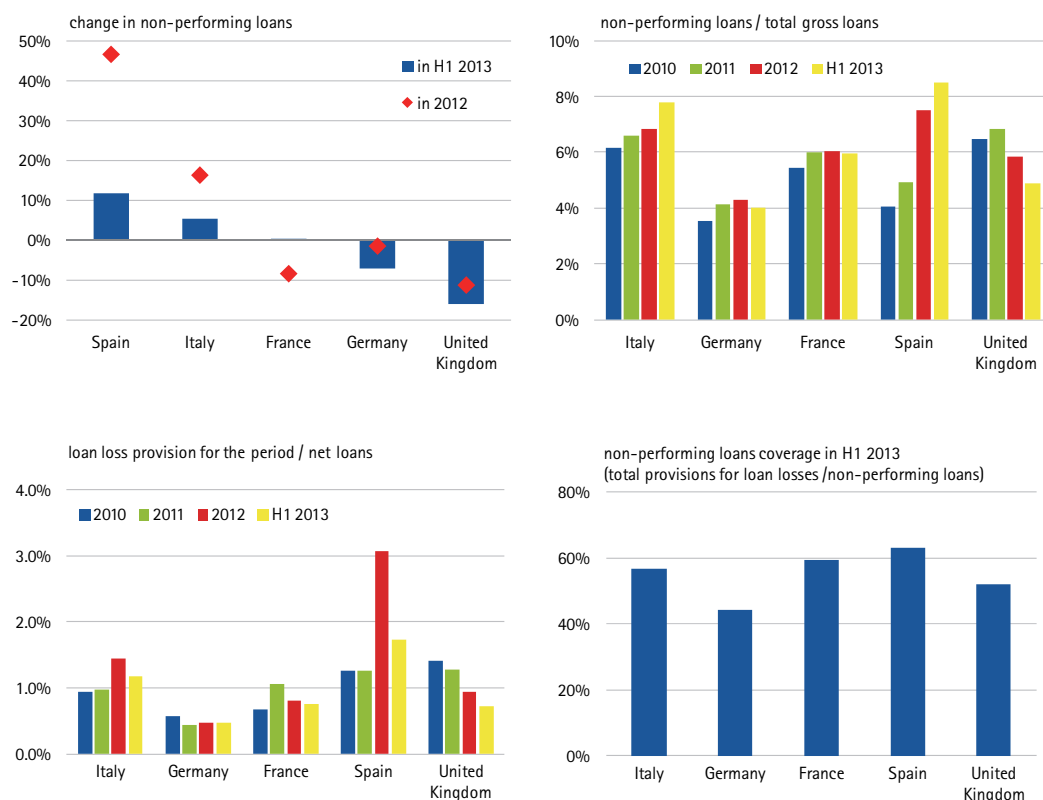 change in non-performing loans
50%
40%
30%
20%
10%
0%
-10%
-20%
in H1 2013
in 2012
Spain Italy France Germany United
Kingdom
non-performing loans / total gross loans
10%
8%
6%
4%
2%
0%
2010 2011 2012 H1 2013
Italy Germany France Spain United
Kingdom
loan loss provision for the period / net loans
4.0%
3.0%
2.0%
1.0%
0.0%
2010 2011 2012 H1 2013
Italy Germany France Spain United
Kingdom
non-performing loans coverage in H1 2013
(total provisions for loan losses /non-performing loans)
80%
60%
40%
20%
0%
Italy Germany France Spain United
Kingdom